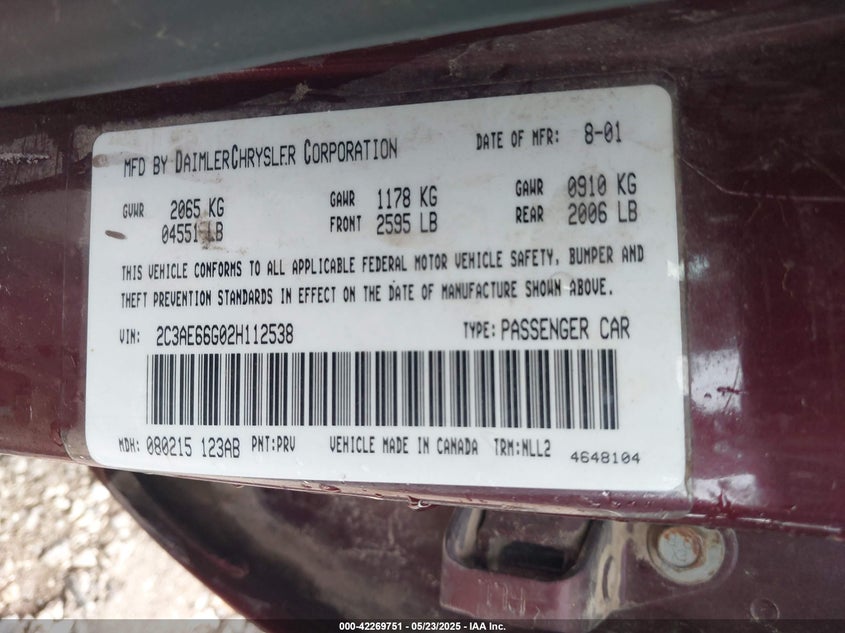 MFD BY DAIMLERCHRYSLER CORPORATION DATE OF MFR: 8-01
GVWR 2065 KG GAWR 1178 KG GAWR 0910 KG
04551 LB FRONT 2595 LB REAR 2006 LB
THIS VEHICLE CONFORMS TO ALL APPLICABLE FEDERAL MOTOR VEHICLE SAFETY, BUMPER AND
THEFT PREVENTION STANDARDS IN EFFECT ON THE DATE OF MANUFACTURE SHOWN ABOVE.
VIN: 2C3AE66G02H112538 TYPE: PASSENGER CAR
MDH: 080215 123AB PNT:PRV VEHICLE MADE IN CANADA TRM:NLL2 4648104
000-42269751 - 05/23/2025 - IAA Inc.